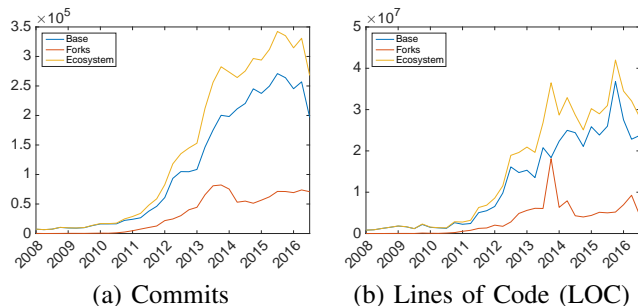 × 10^5
3.5
3
2.5
2
1.5
1
0.5
0
Base
Forks
Ecosystem
2008 2009 2010 2011 2012 2013 2014 2015 2016
(a) Commits
× 10^7
5
4
3
2
1
0
Base
Forks
Ecosystem
2008 2009 2010 2011 2012 2013 2014 2015 2016
(b) Lines of Code (LOC)